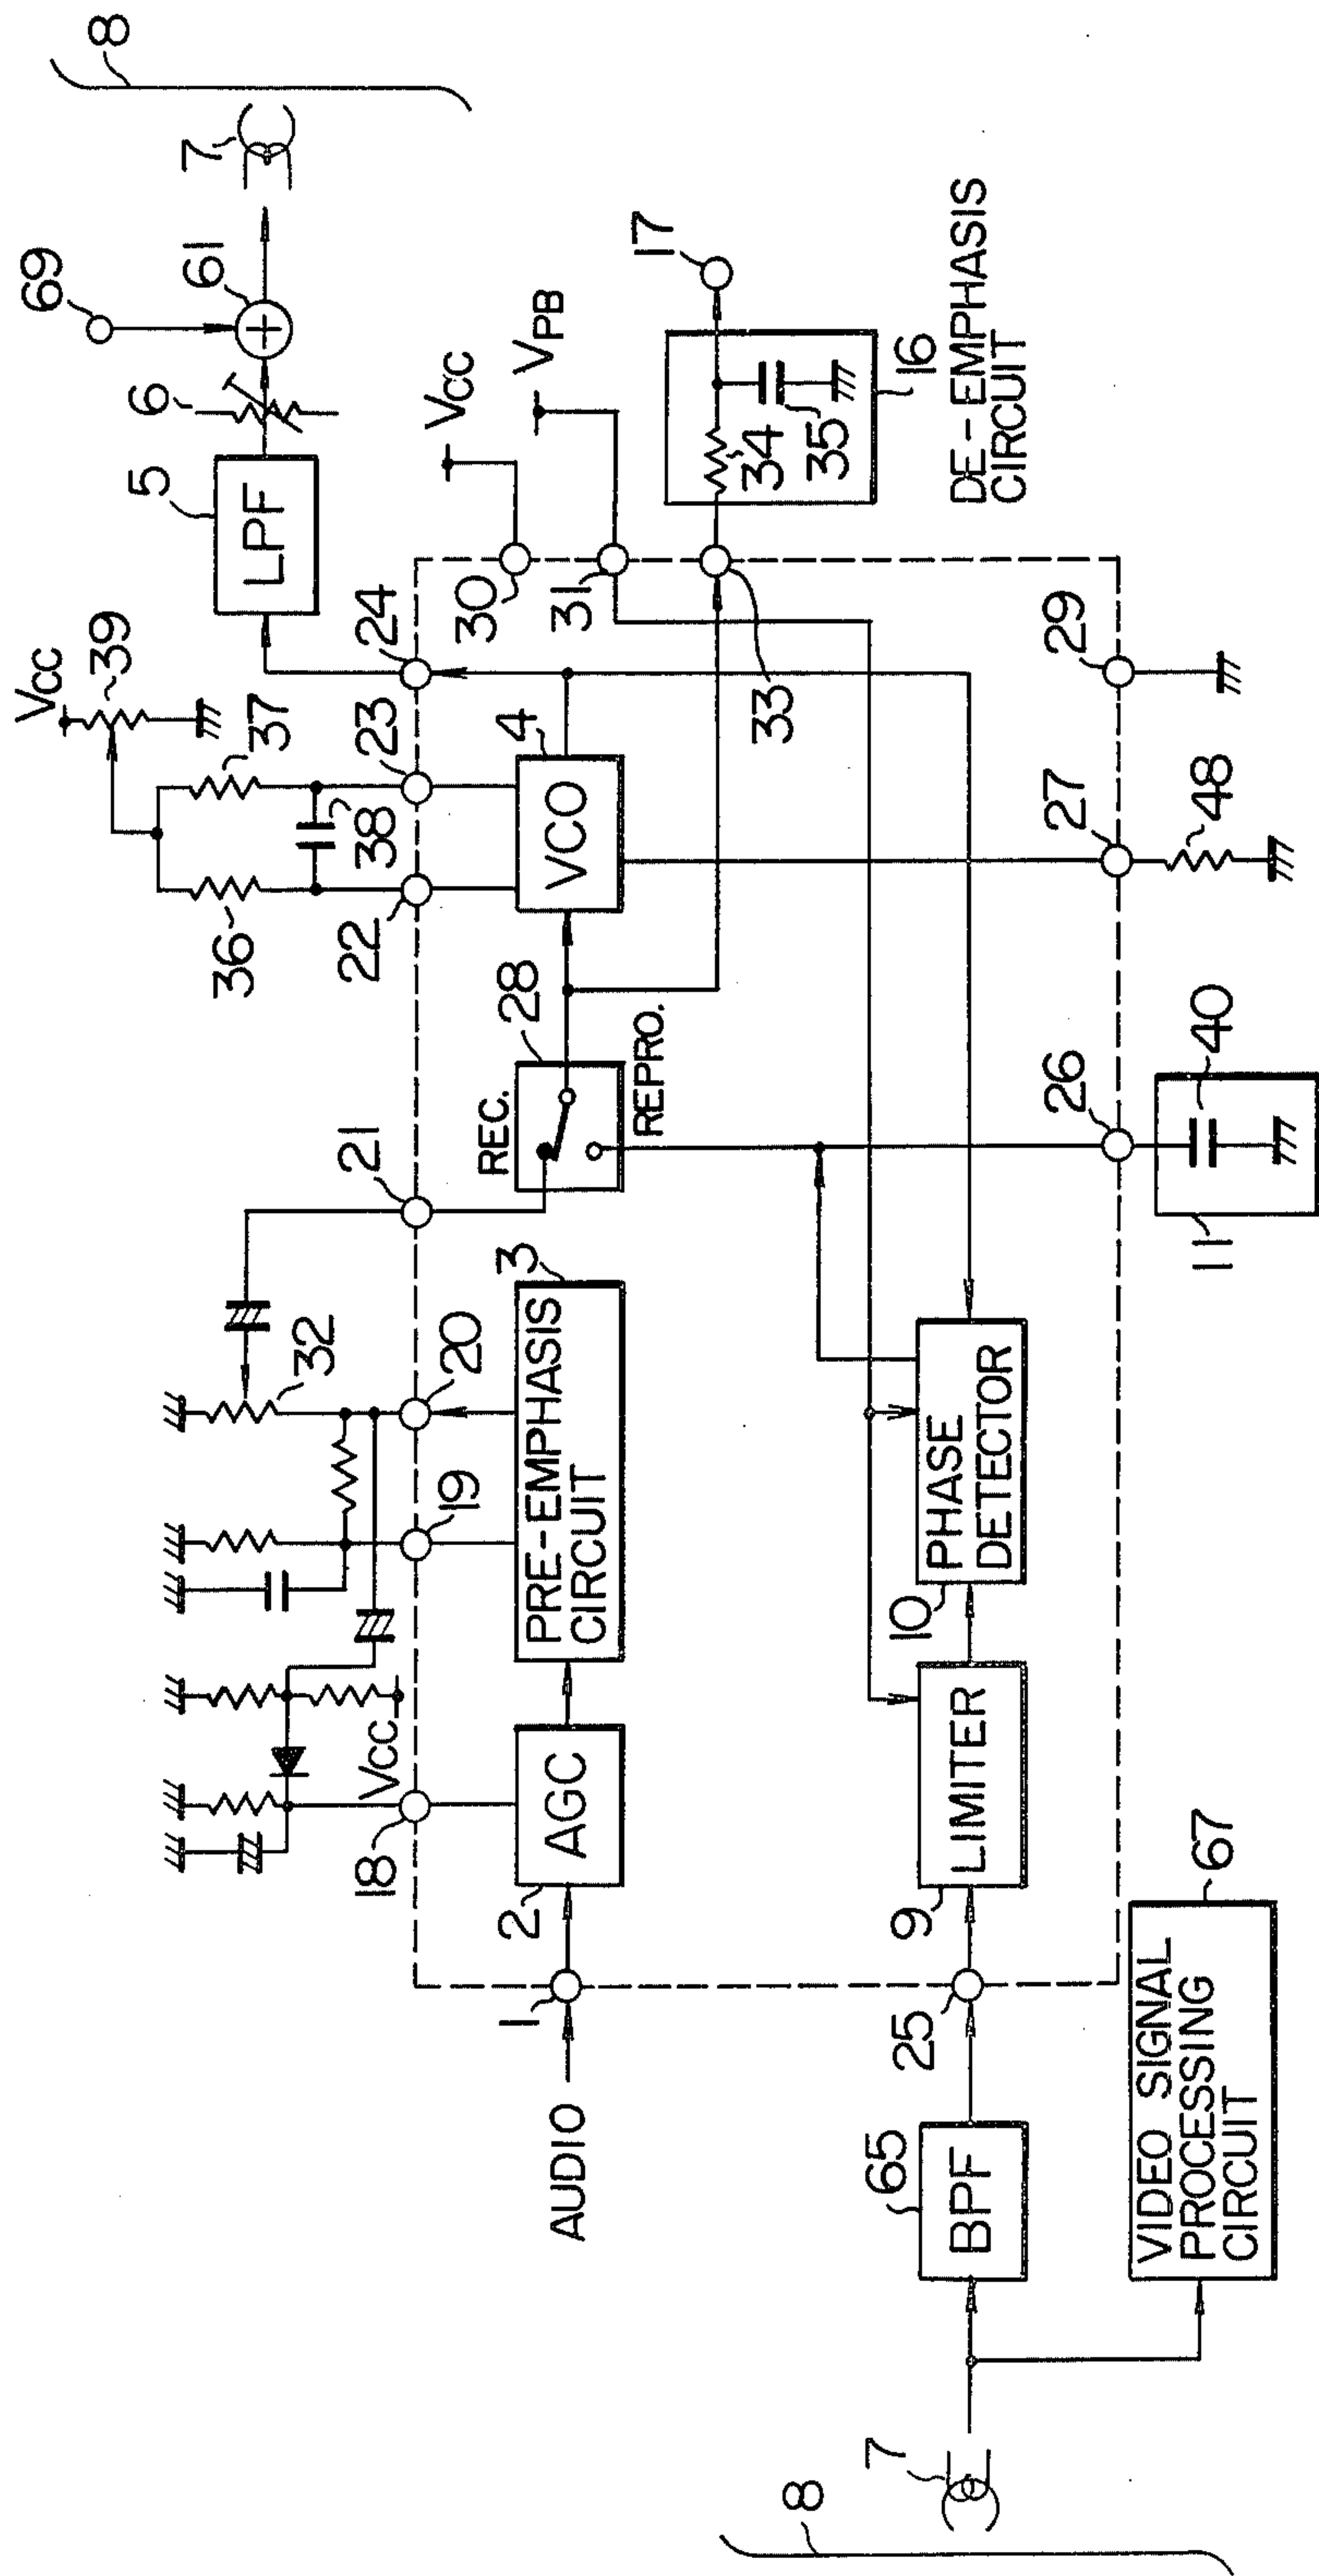 8
7
69
61
6
5
LPF
VCC
39
37
36
38
VCC
VPB
17
34
35
16
DE-EMPHASIS
CIRCUIT
24
23
22
30
31
33
4
VCO
28
REC.
REPRO.
21
32
20
19
3
PRE-EMPHASIS
CIRCUIT
VCC
18
2
AGC
1
AUDIO
29
27
48
26
40
11
PHASE
DETECTOR
10
LIMITER
9
25
65
BPF
67
VIDEO SIGNAL
PROCESSING
CIRCUIT
7
8